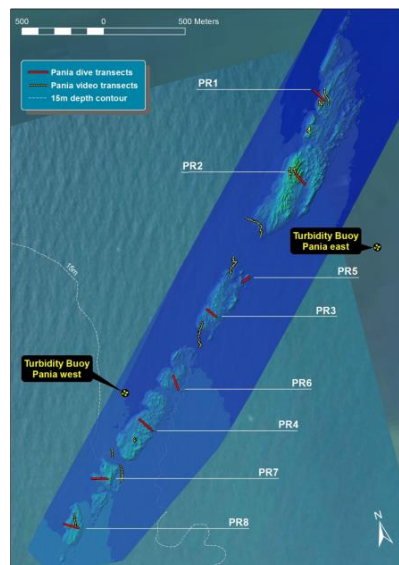 500 0 500 Meters
Pania dive transects
Pania video transects
15m depth contour
PR1
PR2
Turbidity Buoy
Pania east
15m
PR5
PR3
Turbidity Buoy
Pania west
PR6
PR4
PR7
PR8
N